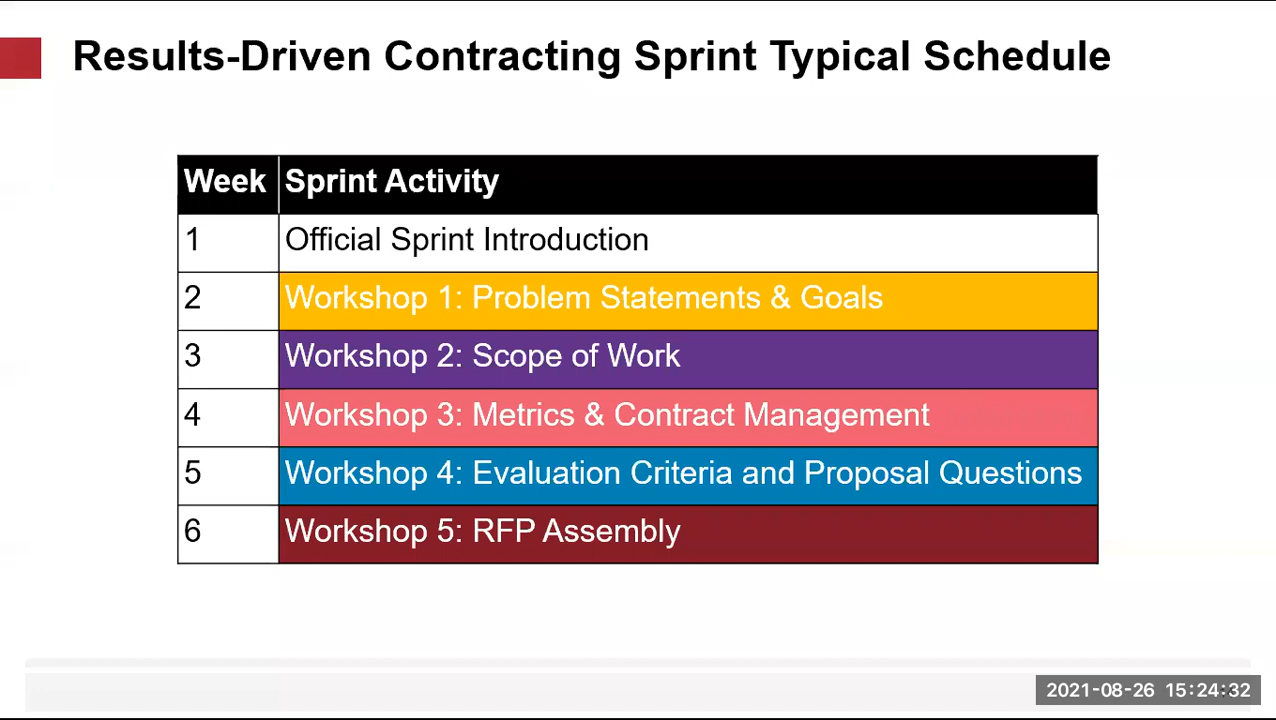 Results-Driven Contracting Sprint Typical Schedule
Week Sprint Activity
1 Official Sprint Introduction
2 Workshop 1: Problem Statements & Goals
3 Workshop 2: Scope of Work
4 Workshop 3: Metrics & Contract Management
5 Workshop 4: Evaluation Criteria and Proposal Questions
6 Workshop 5: RFP Assembly
2021-08-26 15:24:32